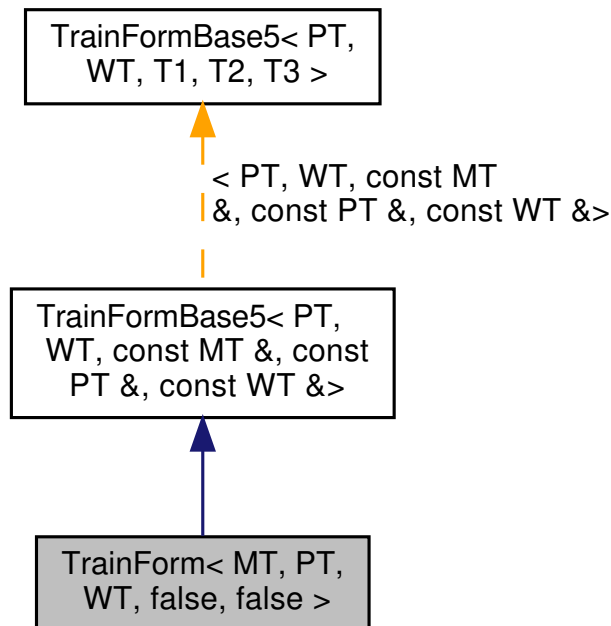 TrainFormBase5< PT,
WT, T1, T2, T3 >
< PT, WT, const MT
&, const PT &, const WT &>
TrainFormBase5< PT,
WT, const MT &, const
PT &, const WT &>
TrainForm< MT, PT,
WT, false, false >